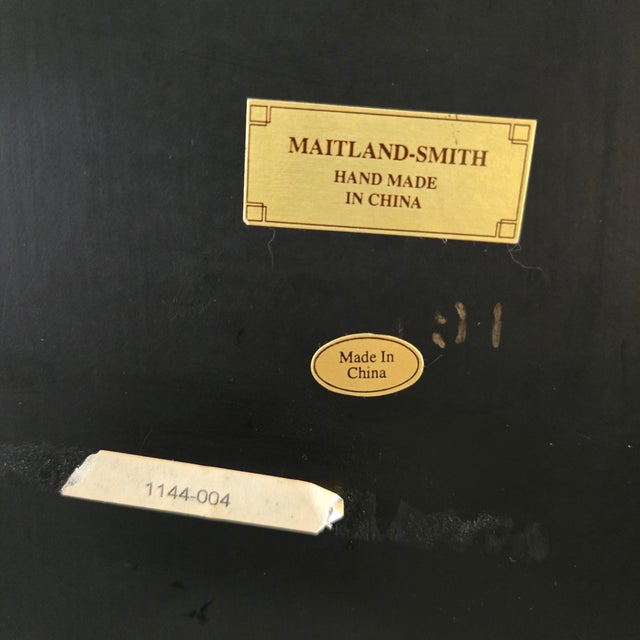 MAITLAND-SMITH
HAND MADE
IN CHINA
Made In
China
1144-004